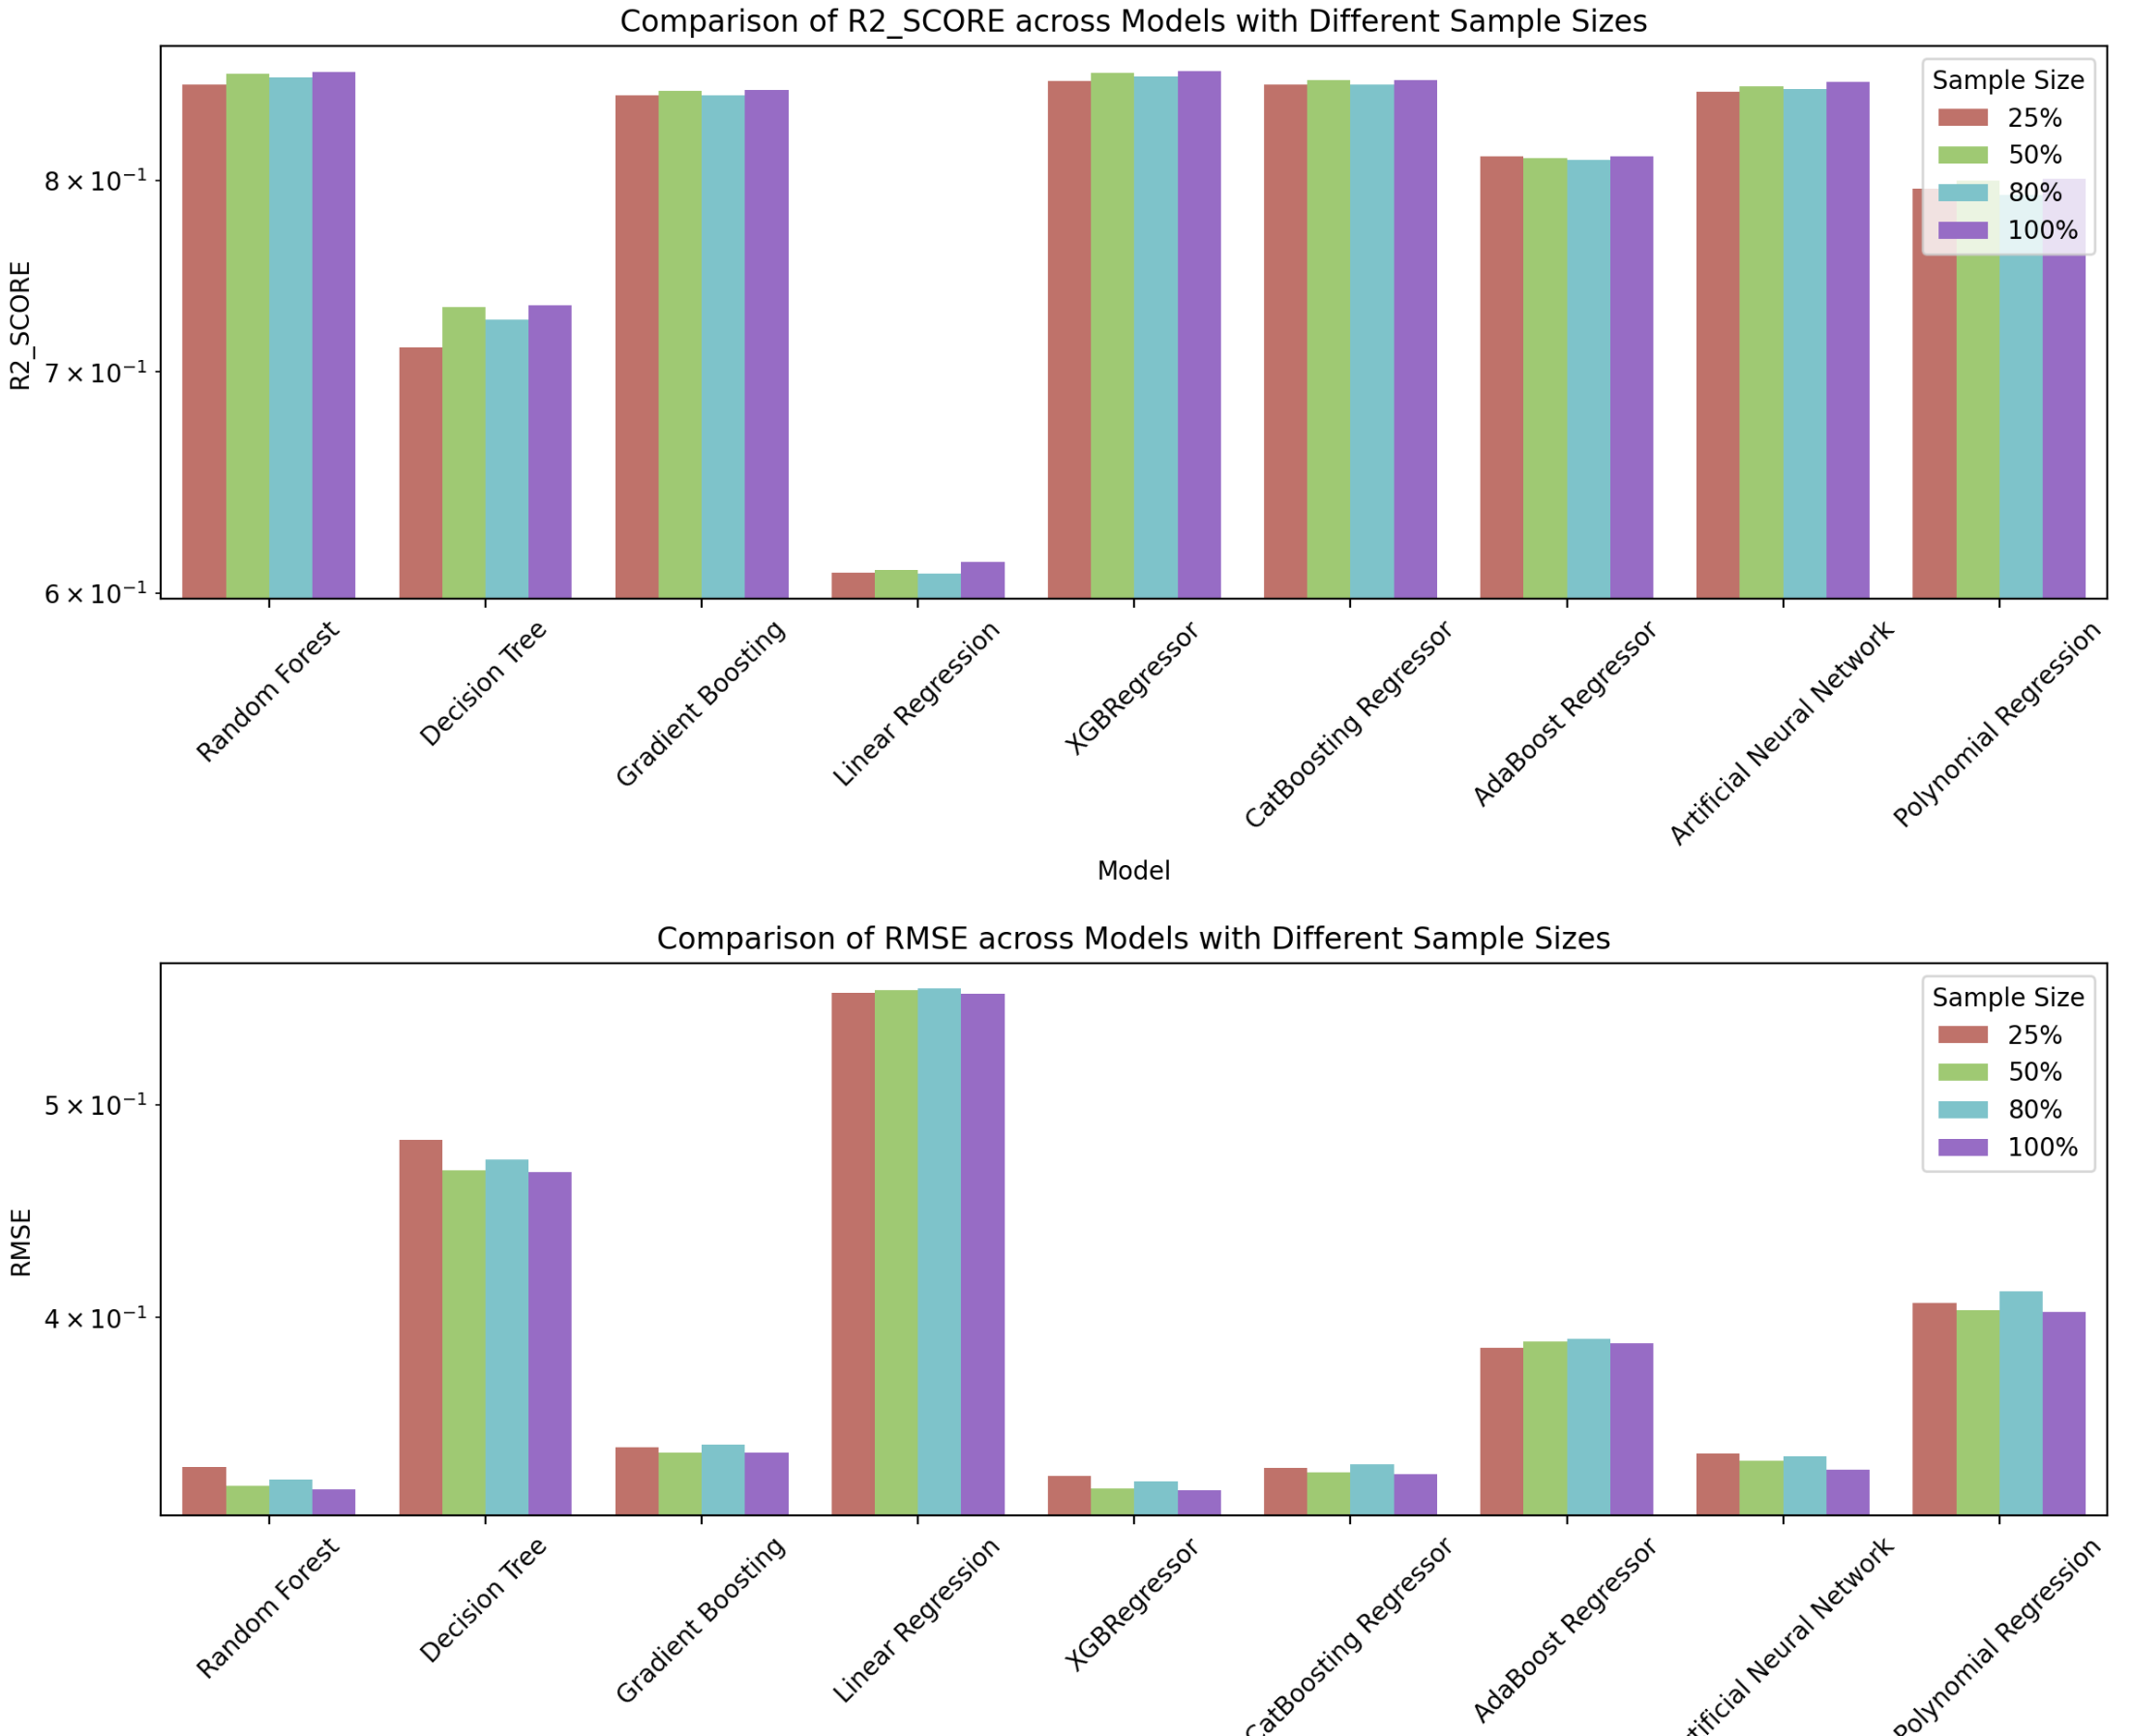 Comparison of R2_SCORE across Models with Different Sample Sizes
R2_SCORE
8 × 10⁻¹
7 × 10⁻¹
6 × 10⁻¹
Sample Size
25%
50%
80%
100%
Random Forest
Decision Tree
Gradient Boosting
Linear Regression
XGBRegressor
CatBoosting Regressor
AdaBoost Regressor
Artificial Neural Network
Polynomial Regression
Model
Comparison of RMSE across Models with Different Sample Sizes
RMSE
5 × 10⁻¹
4 × 10⁻¹
Sample Size
25%
50%
80%
100%
Random Forest
Decision Tree
Gradient Boosting
Linear Regression
XGBRegressor
CatBoosting Regressor
AdaBoost Regressor
Neural Network
Polynomial Regression